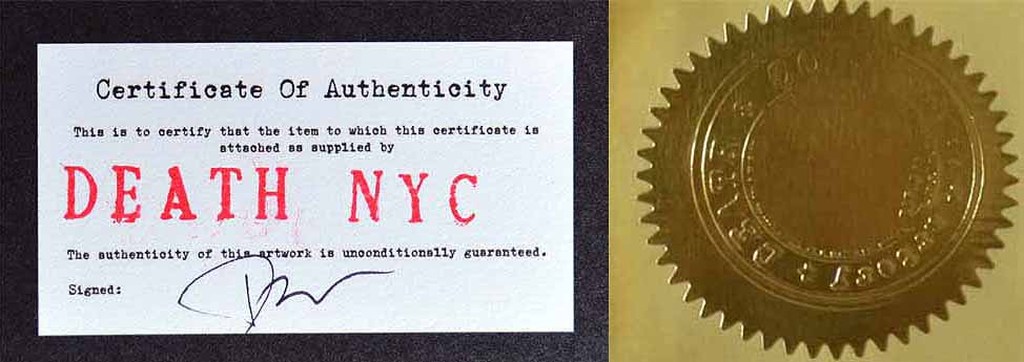 Certificate Of Authenticity
This is to certify that the item to which this certificate is
attached as supplied by
DEATH NYC
The authenticity of this artwork is unconditionally guaranteed.
Signed:
DEATH